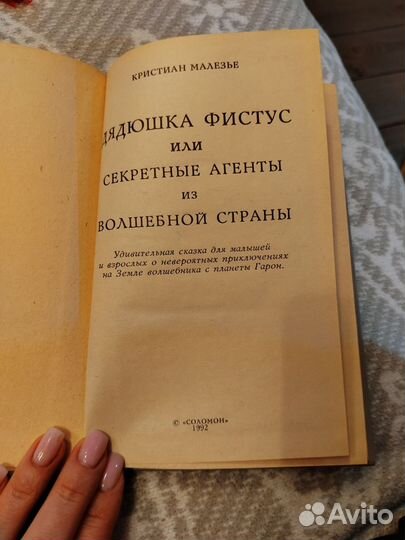 КРИСТИАН МАЛЕЗЬЕ
ДЯДЮШКА ФИСТУС
ИЛИ
СЕКРЕТНЫЕ АГЕНТЫ
ИЗ
ВОЛШЕБНОЙ СТРАНЫ
Удивительная сказка для малышей
и взрослых о невероятных приключениях
на Земле волшебника с планеты Гарон.
© «СОЛОМОН»
1992
Avito